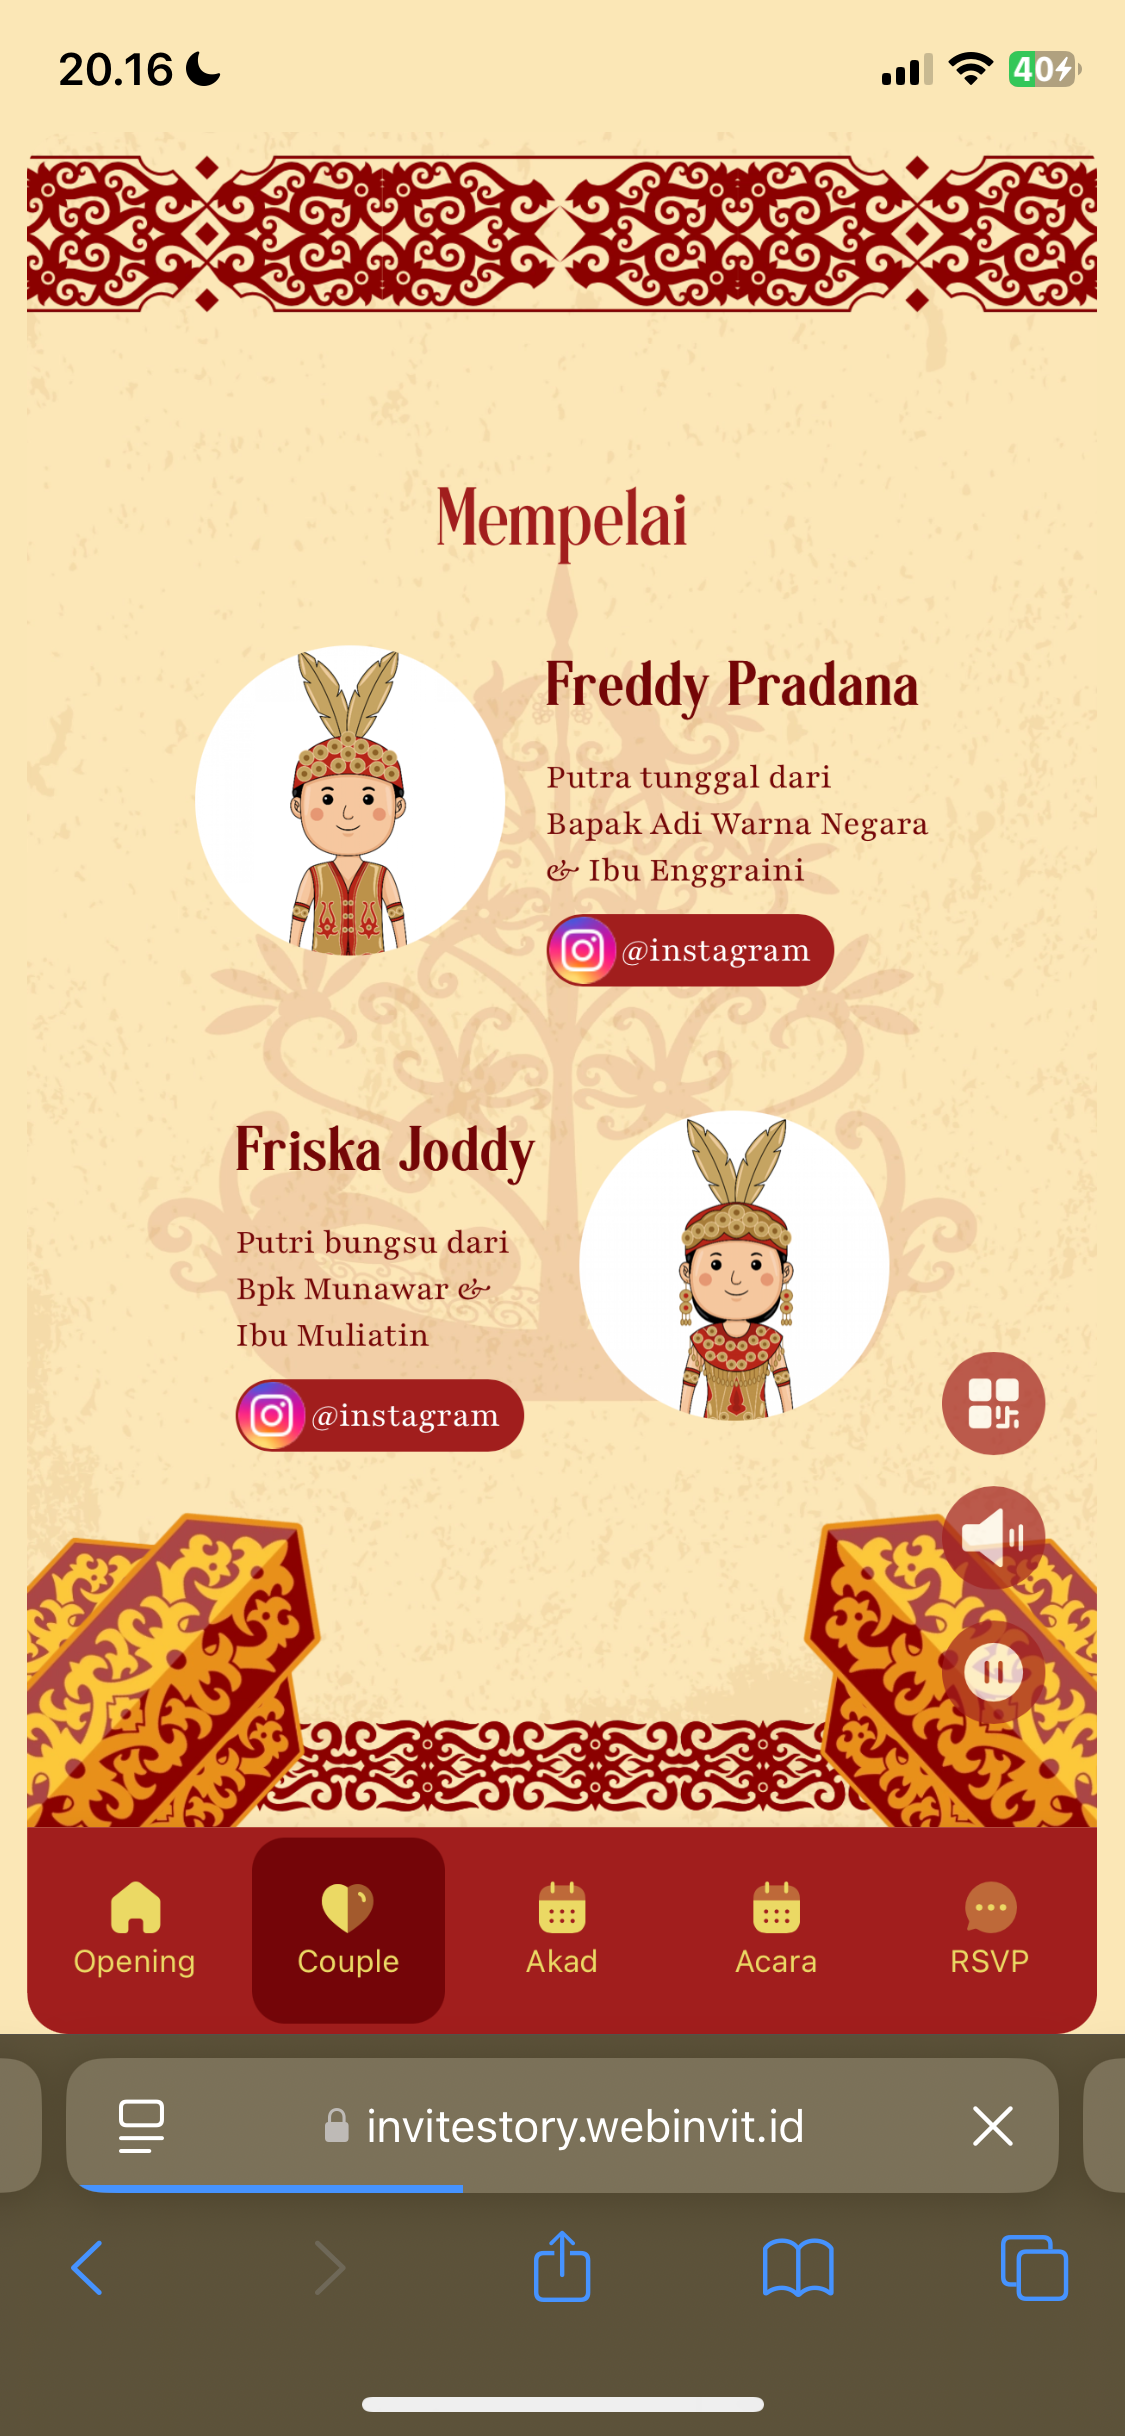 20.16
40
Mempelai
Freddy Pradana
Putra tunggal dari
Bapak Adi Warna Negara
& Ibu Enggraini
@instagram
Friska Joddy
Putri bungsu dari
Bpk Munawar &
Ibu Muliatin
@instagram
Opening
Couple
Akad
Acara
RSVP
invitestory.webinvit.id